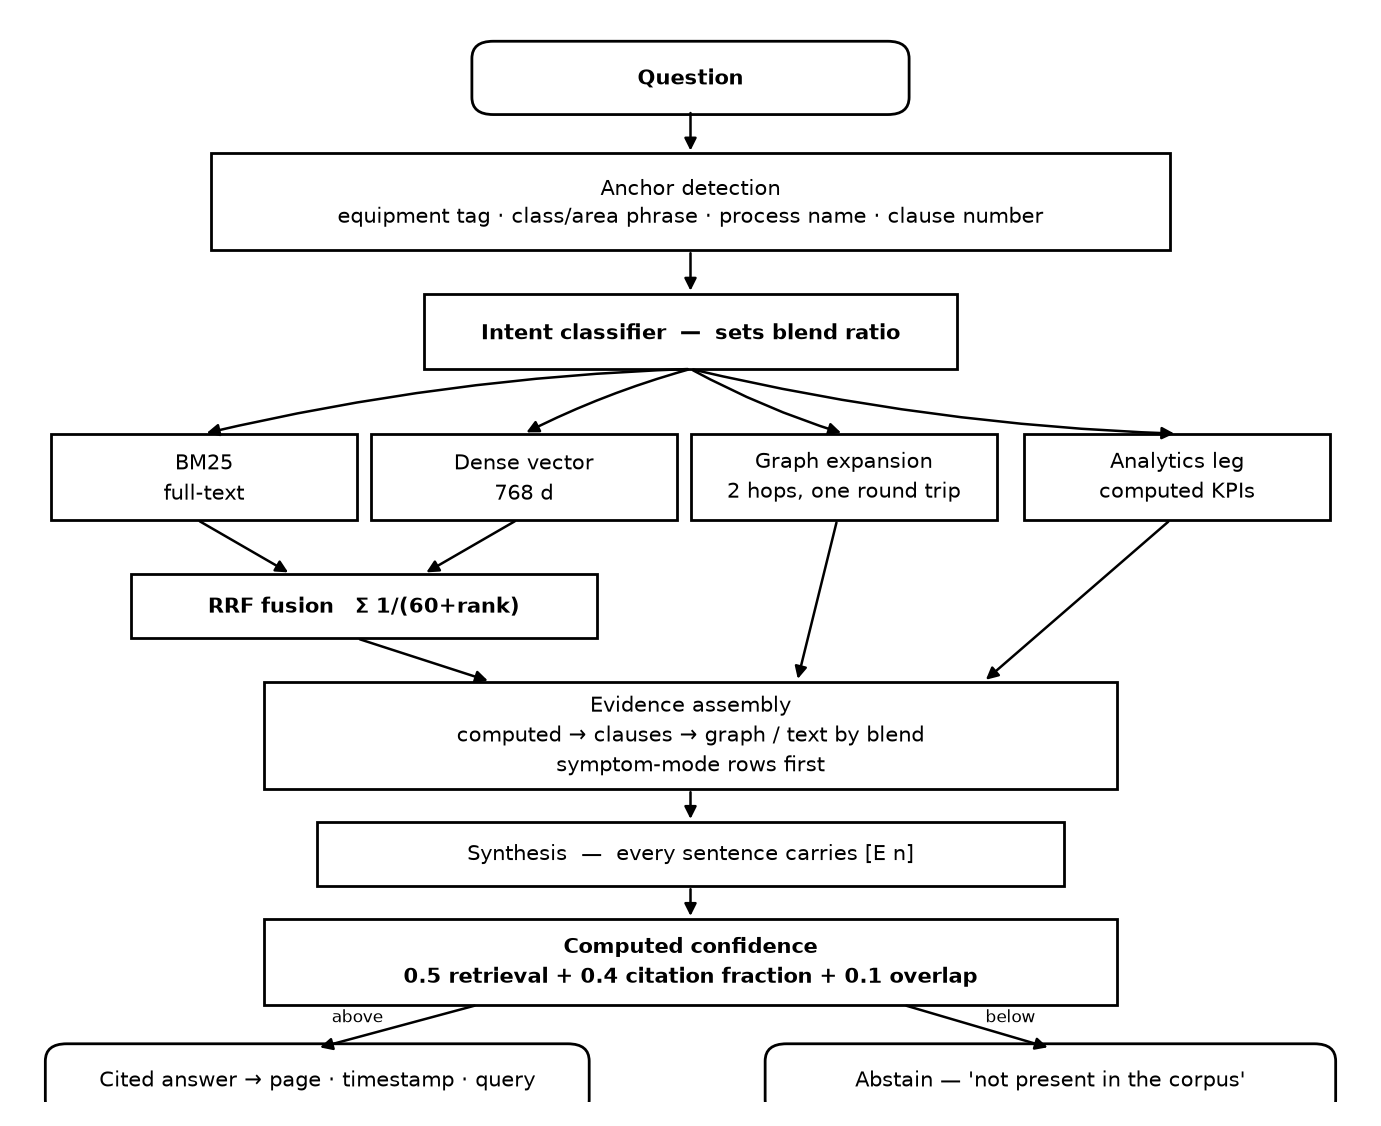 Question
Anchor detection
equipment tag · class/area phrase · process name · clause number
Intent classifier — sets blend ratio
BM25
full-text
Dense vector
768 d
Graph expansion
2 hops, one round trip
Analytics leg
computed KPIs
RRF fusion Σ 1/(60+rank)
Evidence assembly
computed → clauses → graph / text by blend
symptom-mode rows first
Synthesis — every sentence carries [E n]
Computed confidence
0.5 retrieval + 0.4 citation fraction + 0.1 overlap
above
below
Cited answer → page · timestamp · query
Abstain — 'not present in the corpus'